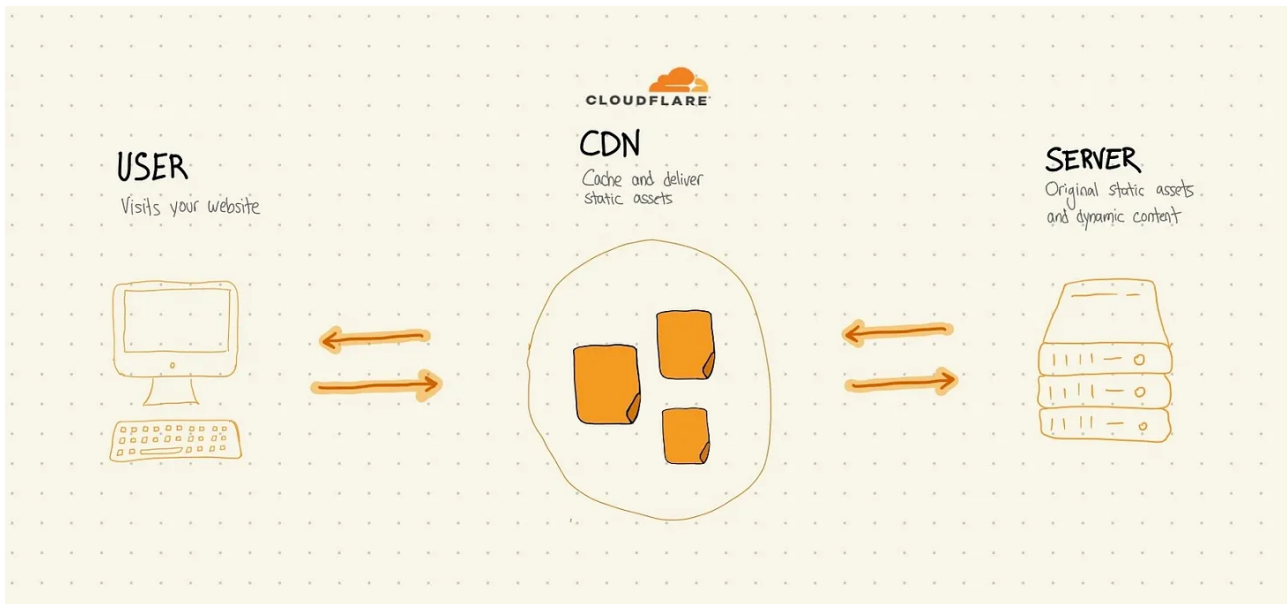 CLOUDFLARE
USER
Visits your website
CDN
Cache and deliver
static assets
SERVER
Original static assets
and dynamic content